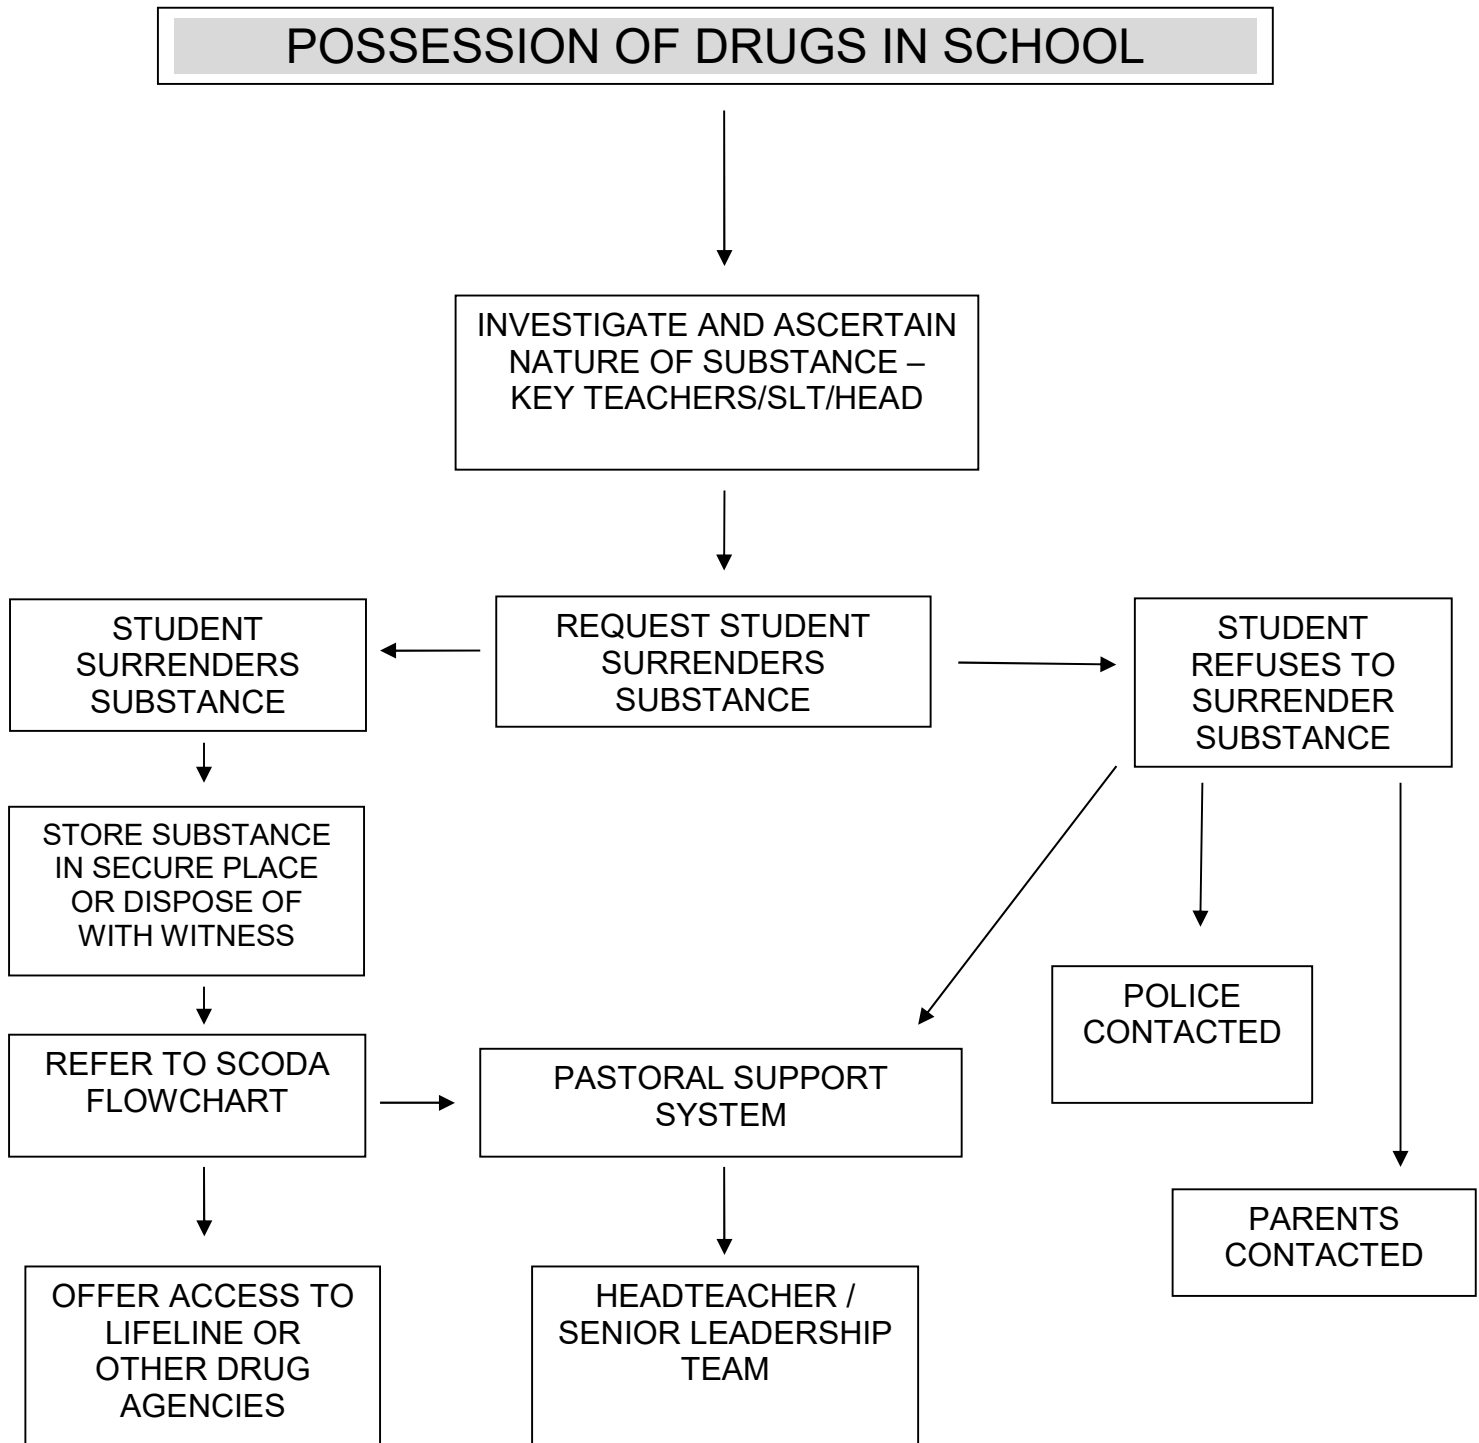 POSSESSION OF DRUGS IN SCHOOL
INVESTIGATE AND ASCERTAIN
NATURE OF SUBSTANCE –
KEY TEACHERS/SLT/HEAD
STUDENT
SURRENDERS
SUBSTANCE
REQUEST STUDENT
SURRENDERS
SUBSTANCE
STUDENT
REFUSES TO
SURRENDER
SUBSTANCE
STORE SUBSTANCE
IN SECURE PLACE
OR DISPOSE OF
WITH WITNESS
POLICE
CONTACTED
REFER TO SCODA
FLOWCHART
PASTORAL SUPPORT
SYSTEM
PARENTS
CONTACTED
OFFER ACCESS TO
LIFELINE OR
OTHER DRUG
AGENCIES
HEADTEACHER /
SENIOR LEADERSHIP
TEAM